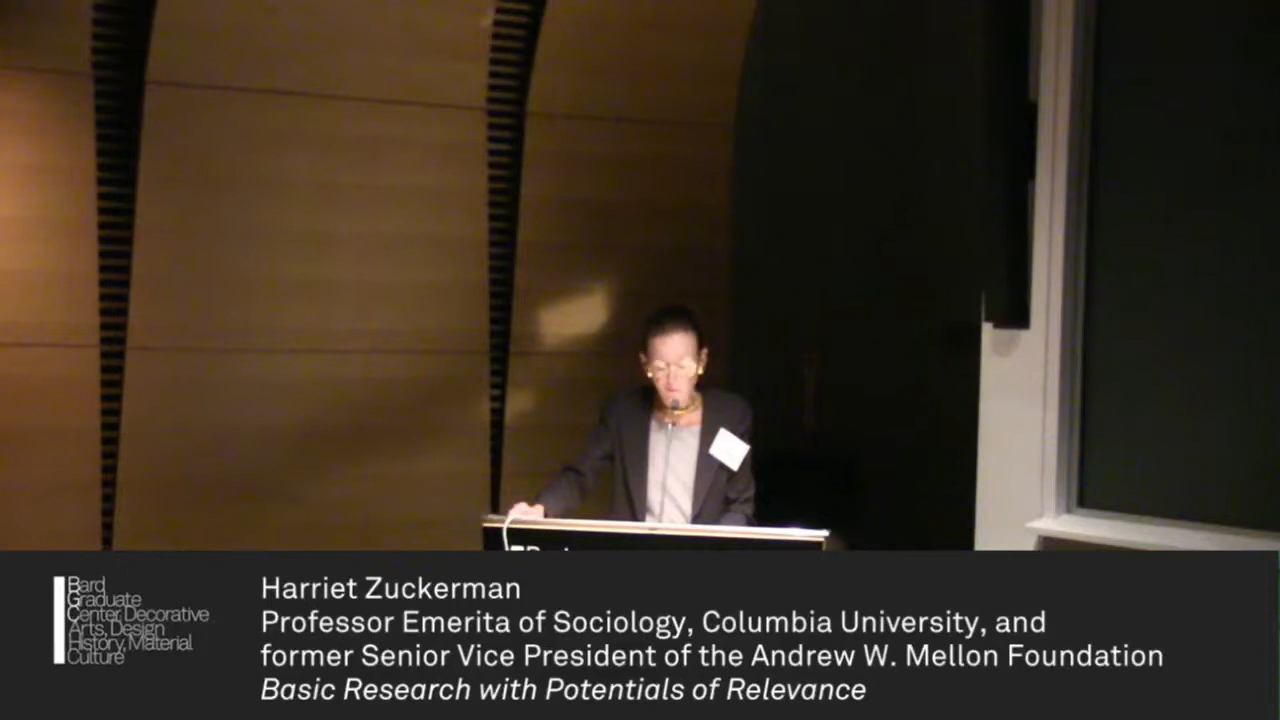 Bard
Graduate
Center: Decorative
Arts, Design
History, Material
Culture
Harriet Zuckerman
Professor Emerita of Sociology, Columbia University, and
former Senior Vice President of the Andrew W. Mellon Foundation
Basic Research with Potentials of Relevance